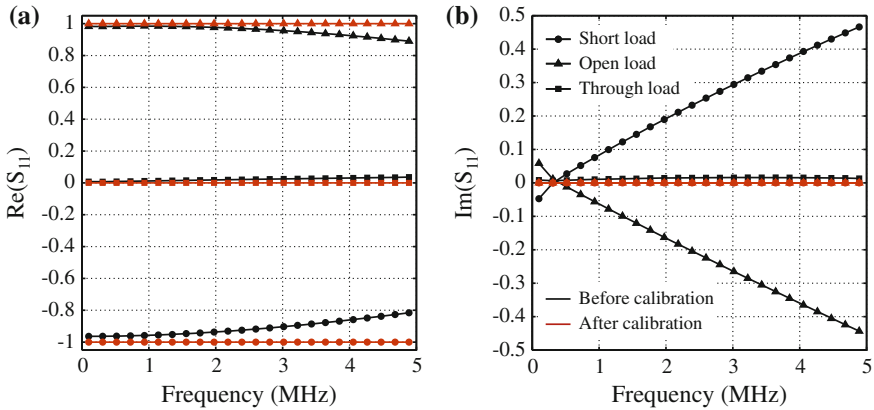 (a)
1
0.8
0.6
0.4
0.2
0
-0.2
-0.4
-0.6
-0.8
-1
Re(S11)
0 1 2 3 4 5
Frequency (MHz)
(b)
0.5
0.4
0.3
0.2
0.1
0
-0.1
-0.2
-0.3
-0.4
-0.5
Im(S11)
Short load
Open load
Through load
Before calibration
After calibration
0 1 2 3 4 5
Frequency (MHz)